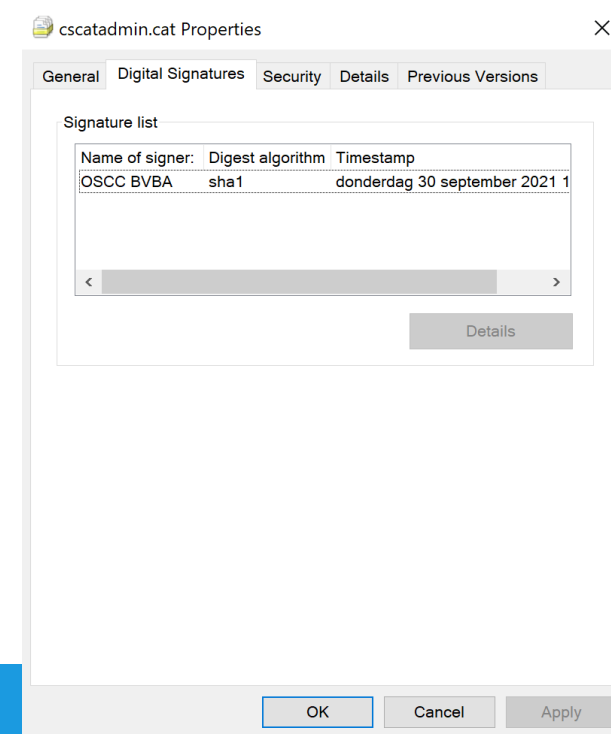 cscatadmin.cat Properties
General Digital Signatures Security Details Previous Versions
Signature list
Name of signer: Digest algorithm Timestamp
OSCC BVBA sha1 donderdag 30 september 2021 1
Details
OK Cancel Apply